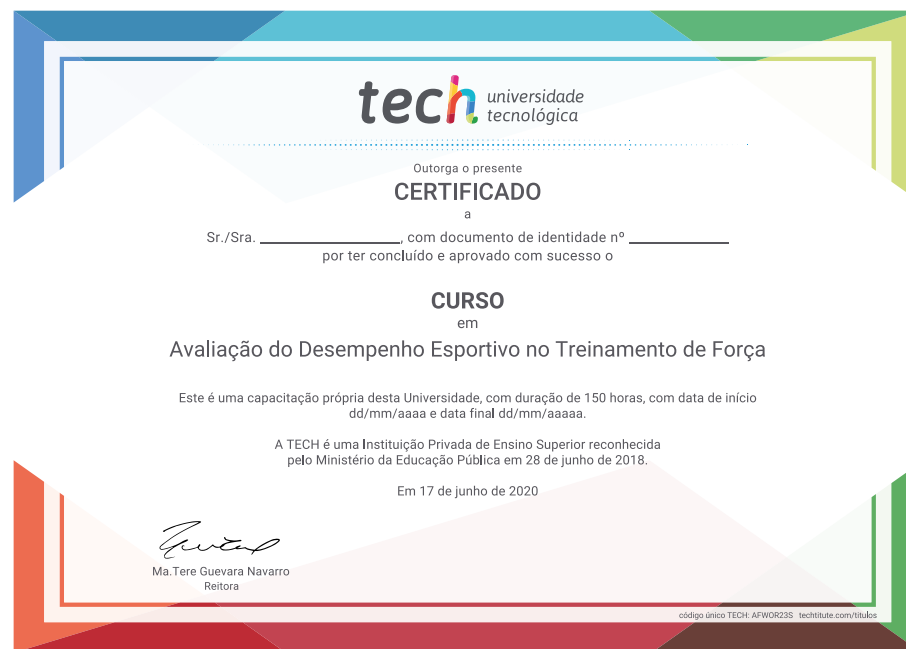 tech universidade
tecnológica
Outorga o presente
CERTIFICADO
a
Sr./Sra. ____________________, com documento de identidade nº ______________
por ter concluído e aprovado com sucesso o
CURSO
em
Avaliação do Desempenho Esportivo no Treinamento de Força
Este é uma capacitação própria desta Universidade, com duração de 150 horas, com data de início
dd/mm/aaaa e data final dd/mm/aaaaa.
A TECH é uma Instituição Privada de Ensino Superior reconhecida
pelo Ministério da Educação Pública em 28 de junho de 2018.
Em 17 de junho de 2020
Ma.Tere Guevara Navarro
Reitora
código único TECH: AFWOR23S techtitute.com/titulos